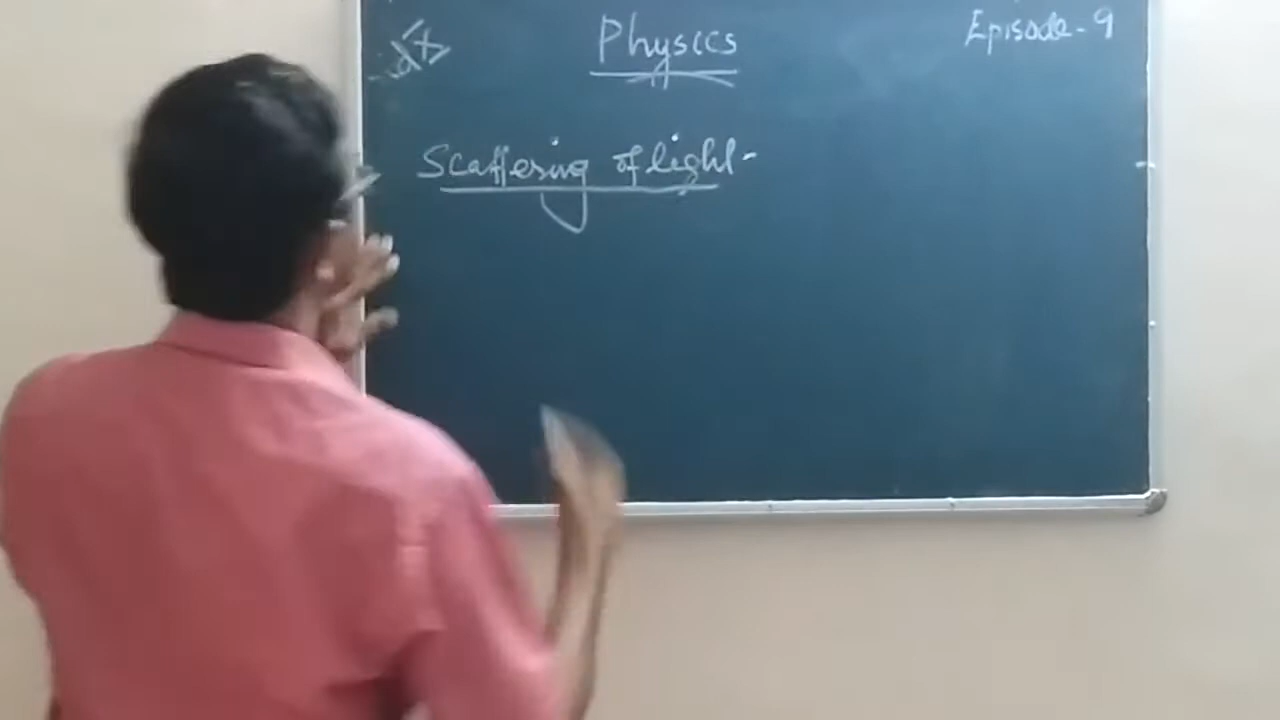 Physics
Episode-9
Scattering of light-